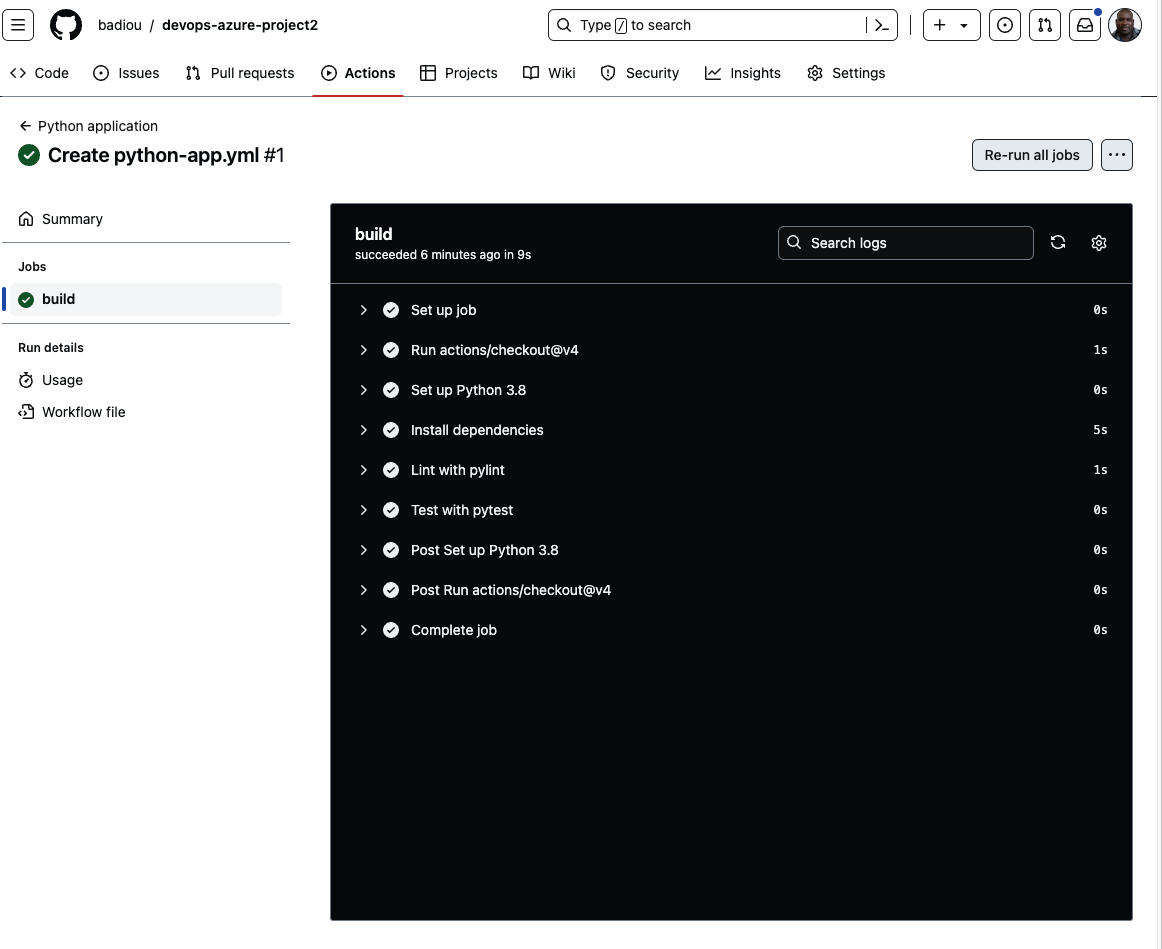 badiou / devops-azure-project2
Type / to search
Code Issues Pull requests Actions Projects Wiki Security Insights Settings
← Python application
Create python-app.yml #1
Re-run all jobs ...
Summary
Jobs
build
Run details
Usage
Workflow file
build
succeeded 6 minutes ago in 9s
Search logs
Set up job 0s
Run actions/checkout@v4 1s
Set up Python 3.8 0s
Install dependencies 5s
Lint with pylint 1s
Test with pytest 0s
Post Set up Python 3.8 0s
Post Run actions/checkout@v4 0s
Complete job 0s